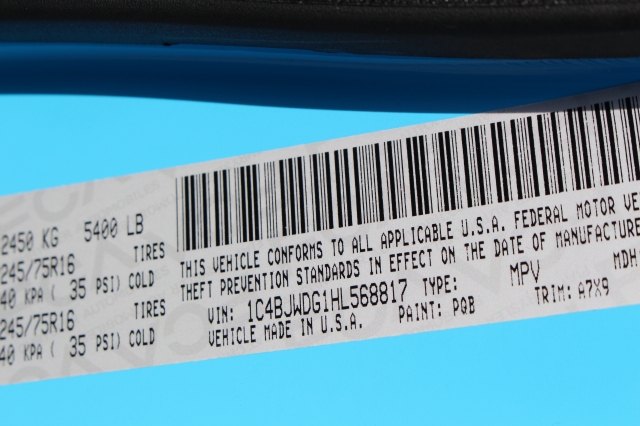 2450 KG 5400 LB
245/75R16 TIRES
40 KPA ( 35 PSI) COLD
245/75R16 TIRES
40 KPA ( 35 PSI) COLD
THIS VEHICLE CONFORMS TO ALL APPLICABLE U.S.A. FEDERAL MOTOR VE
THEFT PREVENTION STANDARDS IN EFFECT ON THE DATE OF MANUFACTURE
VIN: 1C4BJWDG1HL568817 TYPE: MPV MDH:
VEHICLE MADE IN U.S.A. PAINT: PQB TRIM: A7X9